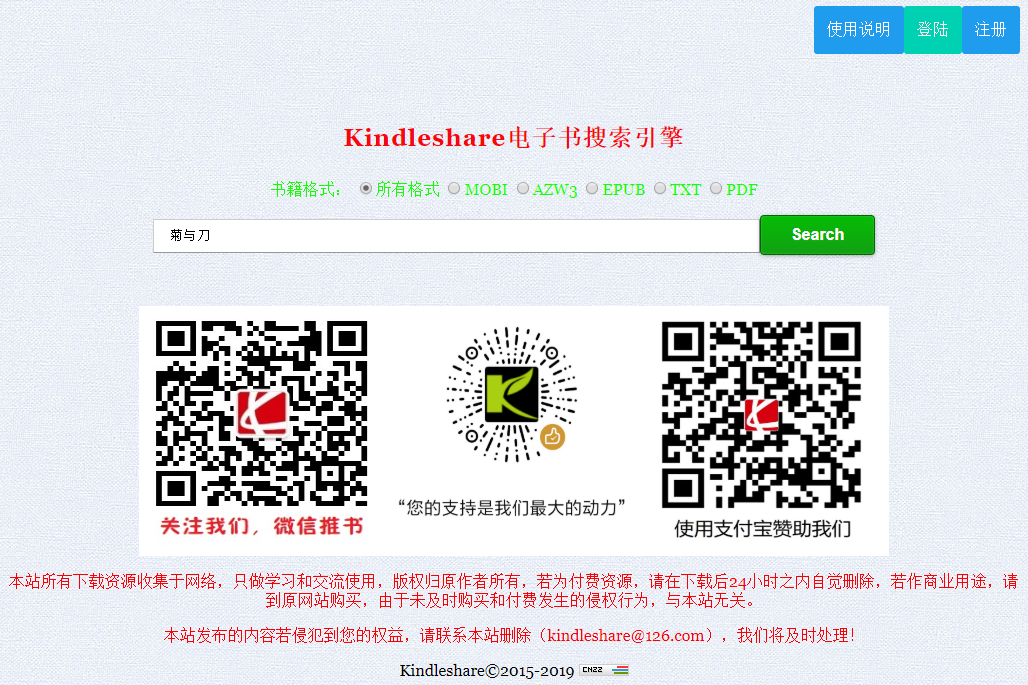 使用说明 登陆 注册
Kindleshare电子书搜索引擎
书籍格式： 所有格式 MOBI AZW3 EPUB TXT PDF
菊与刀 Search
“您的支持是我们最大的动力”
关注我们，微信推书
使用支付宝赞助我们
本站所有下载资源收集于网络，只做学习和交流使用，版权归原作者所有，若为付费资源，请在下载后24小时之内自觉删除，若作商业用途，请
到原网站购买，由于未及时购买和付费发生的侵权行为，与本站无关。
本站发布的内容若侵犯到您的权益，请联系本站删除（kindleshare@126.com），我们将及时处理！
Kindleshare©2015-2019 CNZZ